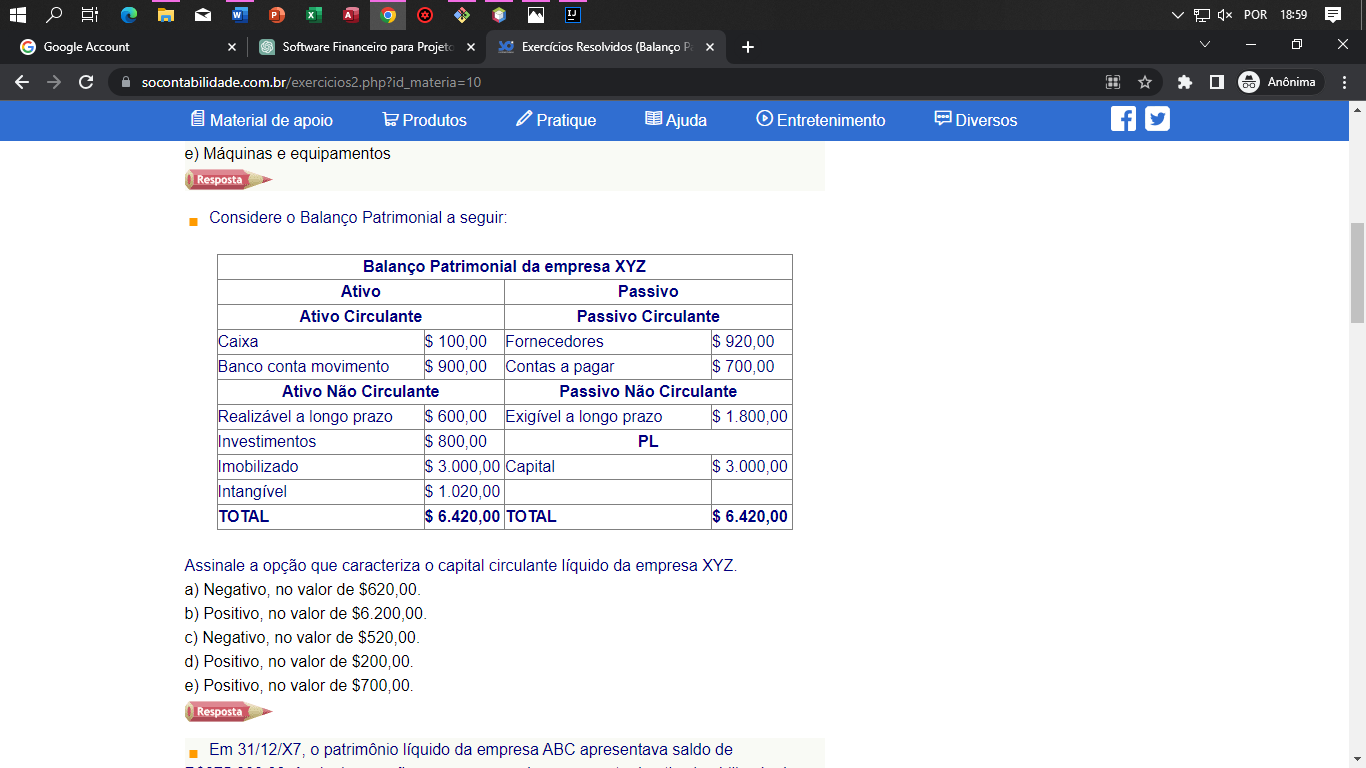 POR 18:59
Google Account
Software Financeiro para Projeto
Exercícios Resolvidos (Balanço P
socontabilidade.com.br/exercicios2.php?id_materia=10
Anônima
Material de apoio Produtos Pratique Ajuda Entretenimento Diversos
e) Máquinas e equipamentos
Resposta
Considere o Balanço Patrimonial a seguir:
Balanço Patrimonial da empresa XYZ
Ativo Passivo
Ativo Circulante Passivo Circulante
Caixa $ 100,00 Fornecedores $ 920,00
Banco conta movimento $ 900,00 Contas a pagar $ 700,00
Ativo Não Circulante Passivo Não Circulante
Realizável a longo prazo $ 600,00 Exigível a longo prazo $ 1.800,00
Investimentos $ 800,00 PL
Imobilizado $ 3.000,00 Capital $ 3.000,00
Intangível $ 1.020,00
TOTAL $ 6.420,00 TOTAL $ 6.420,00
Assinale a opção que caracteriza o capital circulante líquido da empresa XYZ.
a) Negativo, no valor de $620,00.
b) Positivo, no valor de $6.200,00.
c) Negativo, no valor de $520,00.
d) Positivo, no valor de $200,00.
e) Positivo, no valor de $700,00.
Resposta
Em 31/12/X7, o patrimônio líquido da empresa ABC apresentava saldo de